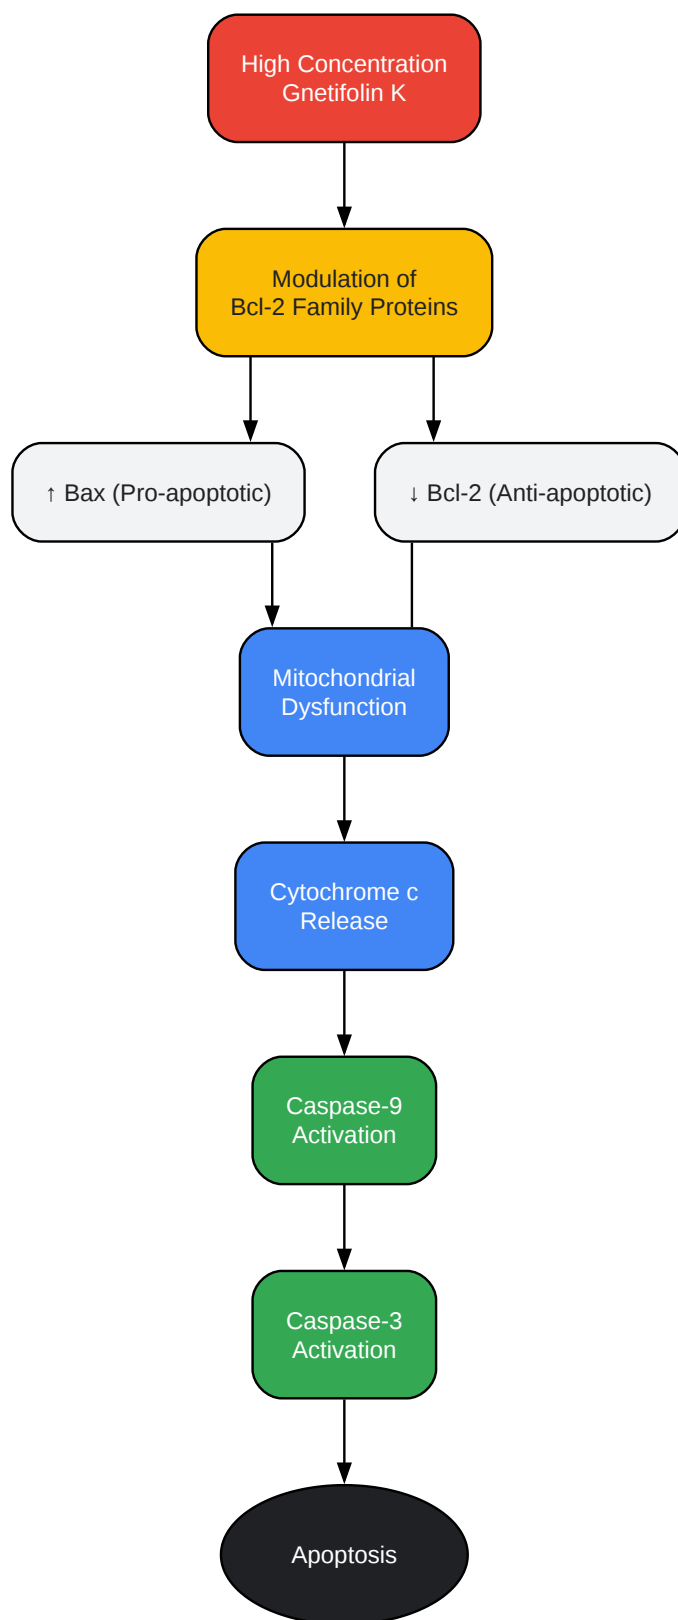 High Concentration
Gnetifolin K
Modulation of
Bcl-2 Family Proteins
↑ Bax (Pro-apoptotic)
↓ Bcl-2 (Anti-apoptotic)
Mitochondrial
Dysfunction
Cytochrome c
Release
Caspase-9
Activation
Caspase-3
Activation
Apoptosis